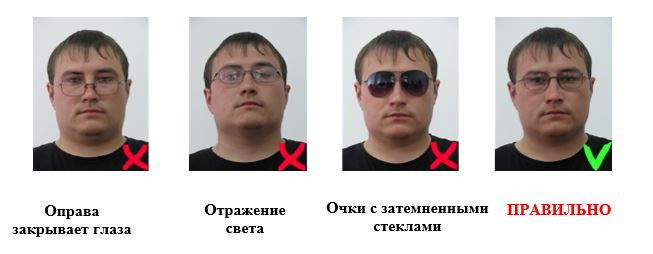 Оправа
закрывает глаза
Отражение
света
Очки с затемненными
стеклами
ПРАВИЛЬНО